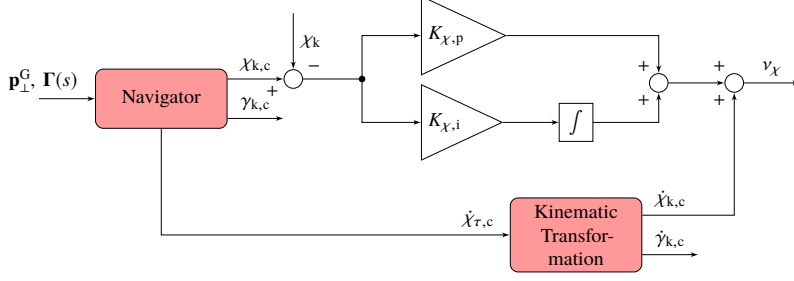 χk
Kχ,p
p⊥G, Γ(s)
Navigator
χk,c
−
+
γk,c
Kχ,i
∫
+
+
+
+
νχ
χ̇τ,c
Kinematic
Transfor-
mation
χ̇k,c
γ̇k,c